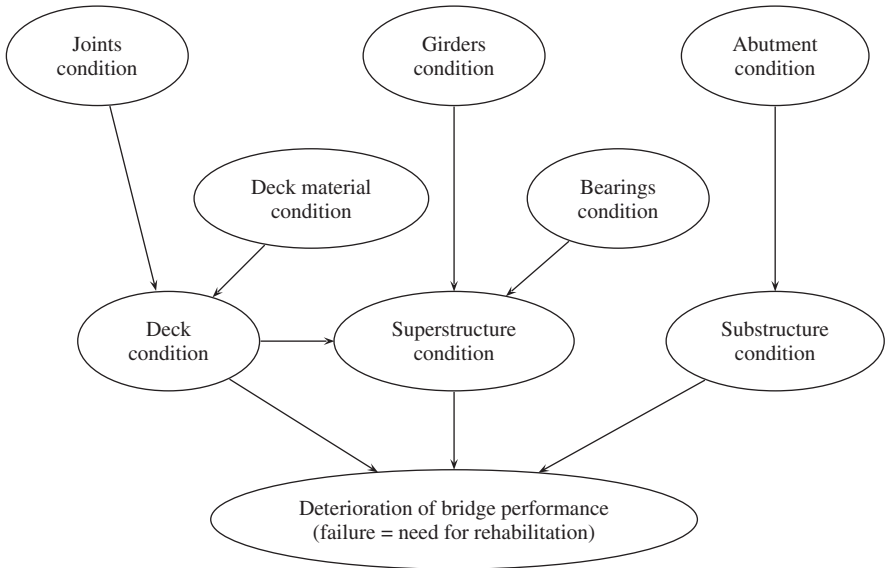 Joints
condition
Girders
condition
Abutment
condition
Deck material
condition
Bearings
condition
Deck
condition
Superstructure
condition
Substructure
condition
Deterioration of bridge performance
(failure = need for rehabilitation)